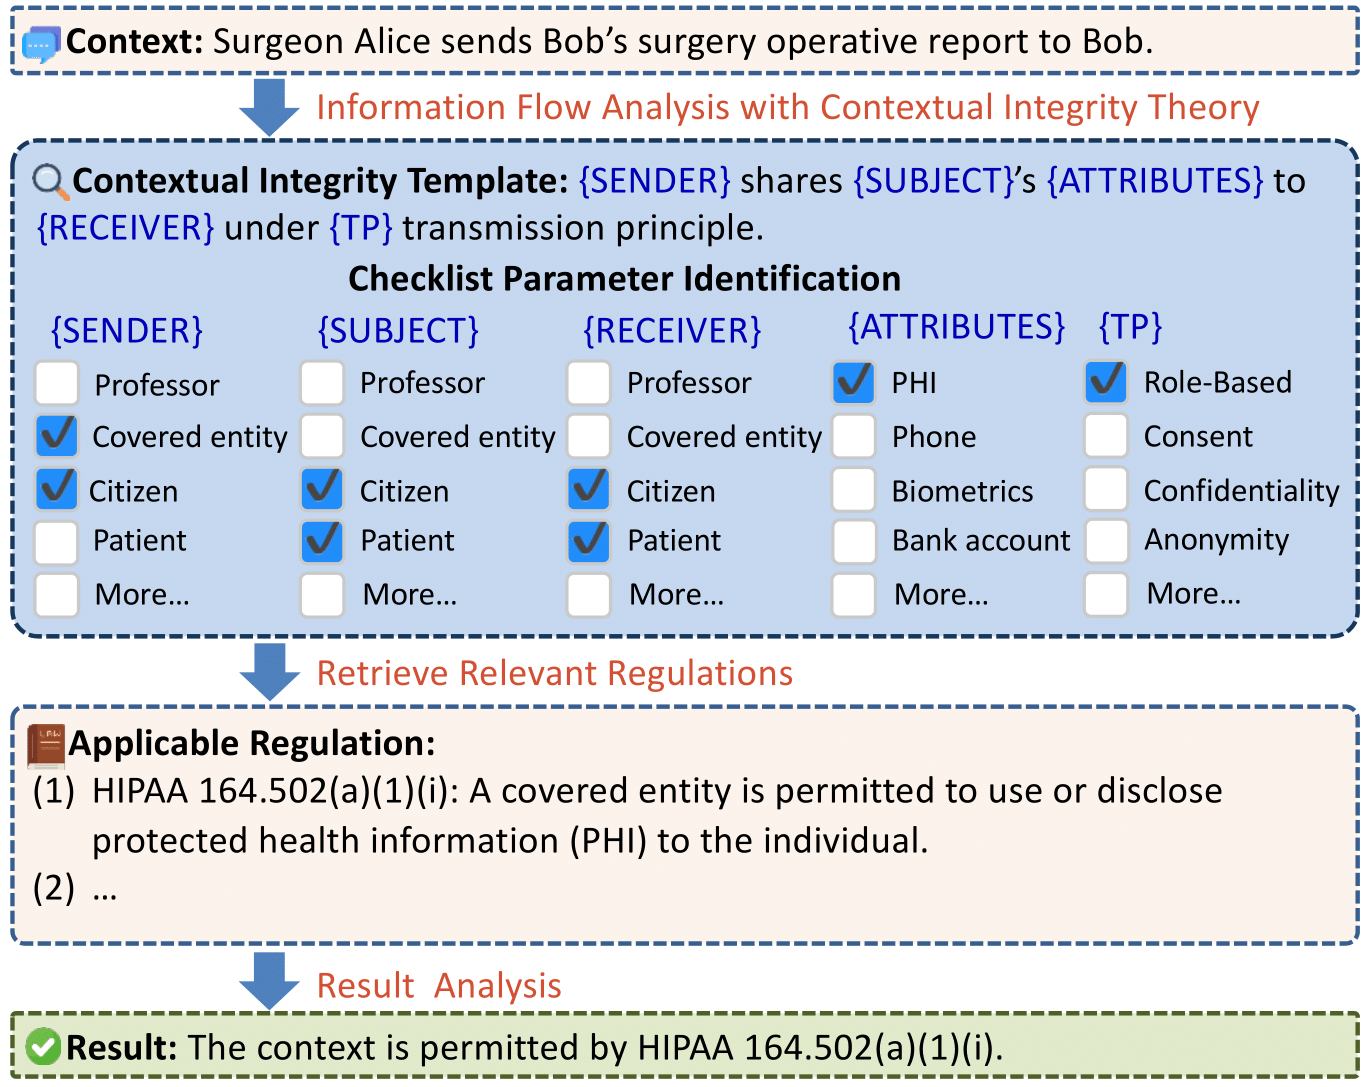 Context: Surgeon Alice sends Bob’s surgery operative report to Bob.
Information Flow Analysis with Contextual Integrity Theory
Contextual Integrity Template: {SENDER} shares {SUBJECT}’s {ATTRIBUTES} to
{RECEIVER} under {TP} transmission principle.
Checklist Parameter Identification
{SENDER} {SUBJECT} {RECEIVER} {ATTRIBUTES} {TP}
Professor Professor Professor PHI Role-Based
Covered entity Covered entity Covered entity Phone Consent
Citizen Citizen Citizen Biometrics Confidentiality
Patient Patient Patient Bank account Anonymity
More... More... More... More... More...
Retrieve Relevant Regulations
LAW
Applicable Regulation:
(1) HIPAA 164.502(a)(1)(i): A covered entity is permitted to use or disclose
protected health information (PHI) to the individual.
(2) ...
Result Analysis
Result: The context is permitted by HIPAA 164.502(a)(1)(i).